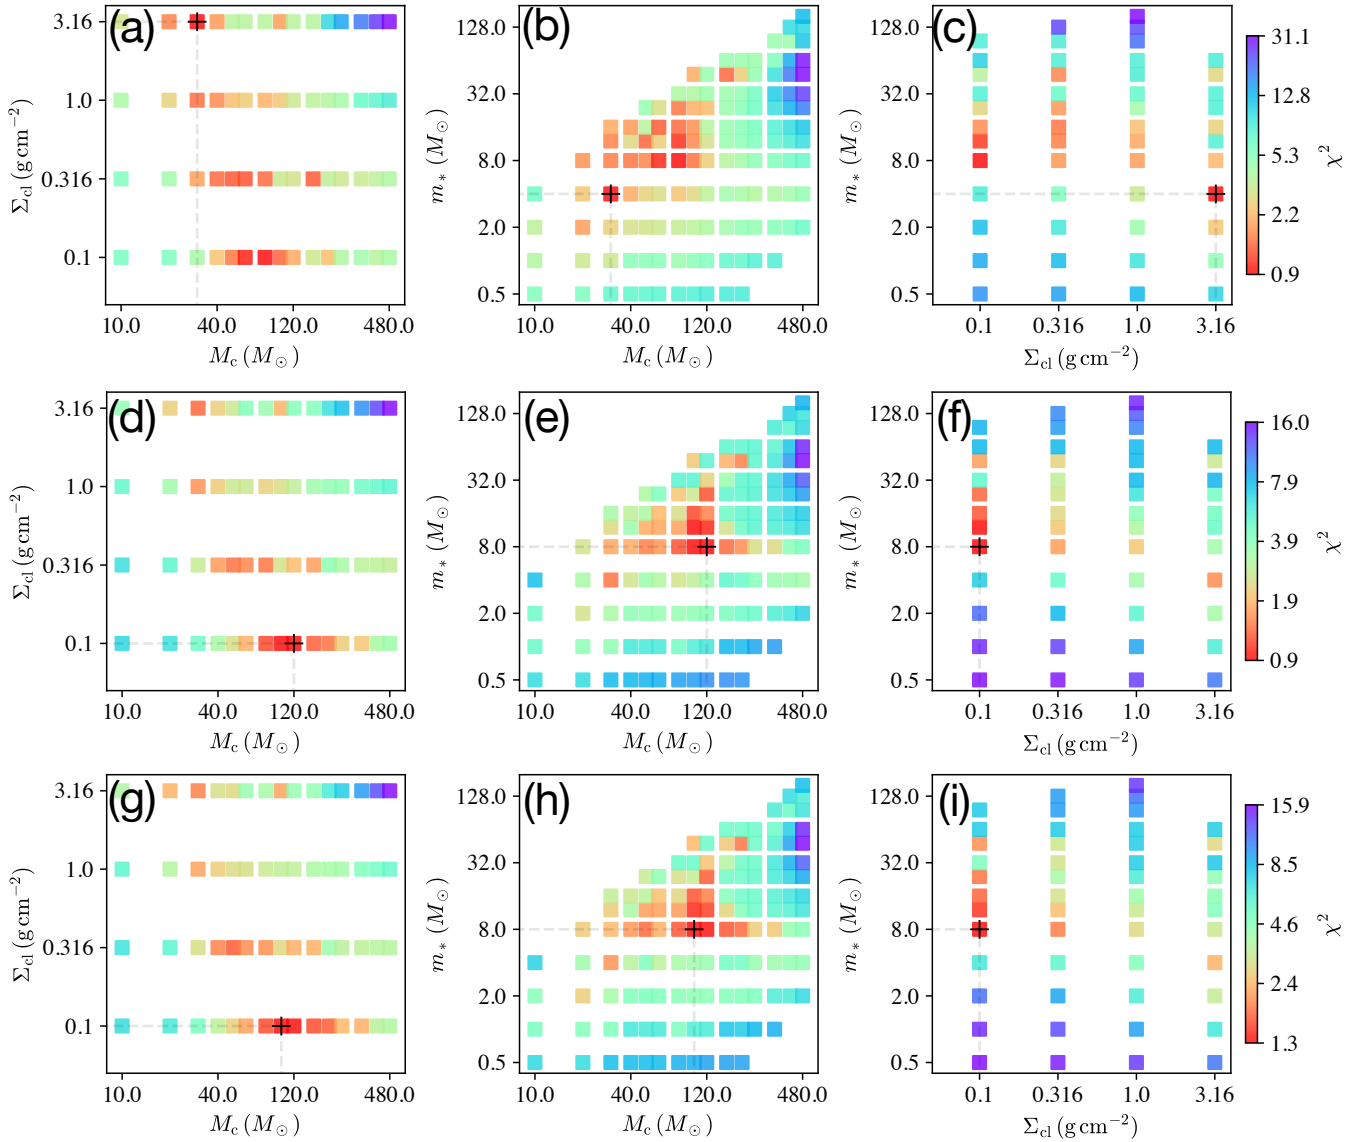 (a)
3.16
1.0
0.316
0.1
Σcl (g cm⁻²)
10.0 40.0 120.0 480.0
Mc (M⊙)
(b)
128.0
32.0
8.0
2.0
0.5
m* (M⊙)
10.0 40.0 120.0 480.0
Mc (M⊙)
(c)
128.0
32.0
8.0
2.0
0.5
m* (M⊙)
0.1 0.316 1.0 3.16
Σcl (g cm⁻²)
31.1
12.8
5.3
2.2
0.9
χ²
(d)
3.16
1.0
0.316
0.1
Σcl (g cm⁻²)
10.0 40.0 120.0 480.0
Mc (M⊙)
(e)
128.0
32.0
8.0
2.0
0.5
m* (M⊙)
10.0 40.0 120.0 480.0
Mc (M⊙)
(f)
128.0
32.0
8.0
2.0
0.5
m* (M⊙)
0.1 0.316 1.0 3.16
Σcl (g cm⁻²)
16.0
7.9
3.9
1.9
0.9
χ²
(g)
3.16
1.0
0.316
0.1
Σcl (g cm⁻²)
10.0 40.0 120.0 480.0
Mc (M⊙)
(h)
128.0
32.0
8.0
2.0
0.5
m* (M⊙)
10.0 40.0 120.0 480.0
Mc (M⊙)
(i)
128.0
32.0
8.0
2.0
0.5
m* (M⊙)
0.1 0.316 1.0 3.16
Σcl (g cm⁻²)
15.9
8.5
4.6
2.4
1.3
χ²